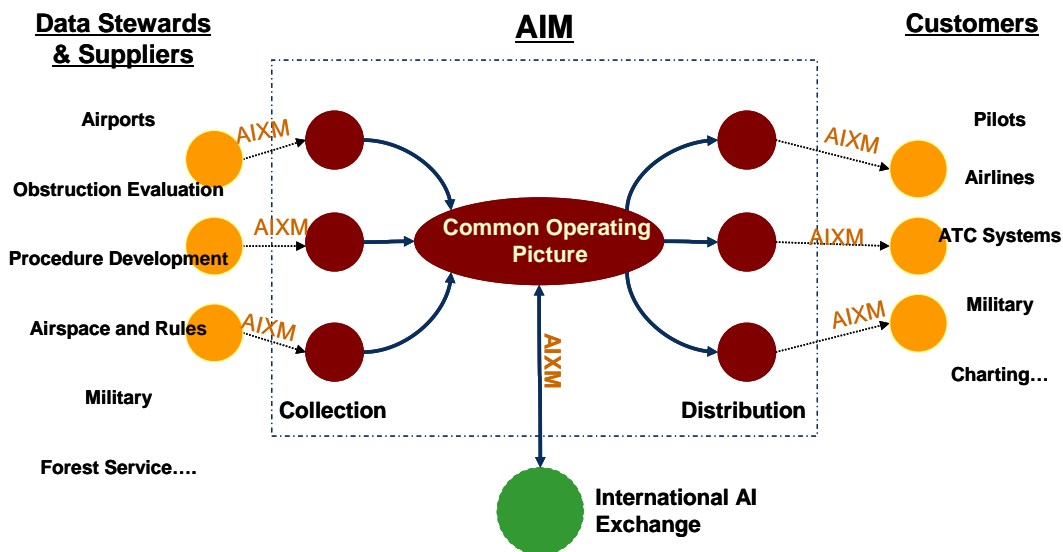 Data Stewards
& Suppliers
AIM
Customers
Airports
Obstruction Evaluation
Procedure Development
Airspace and Rules
Military
Forest Service....
AIXM
AIXM
AIXM
Collection
Common Operating
Picture
AIXM
Distribution
AIXM
AIXM
AIXM
Pilots
Airlines
ATC Systems
Military
Charting...
International AI
Exchange